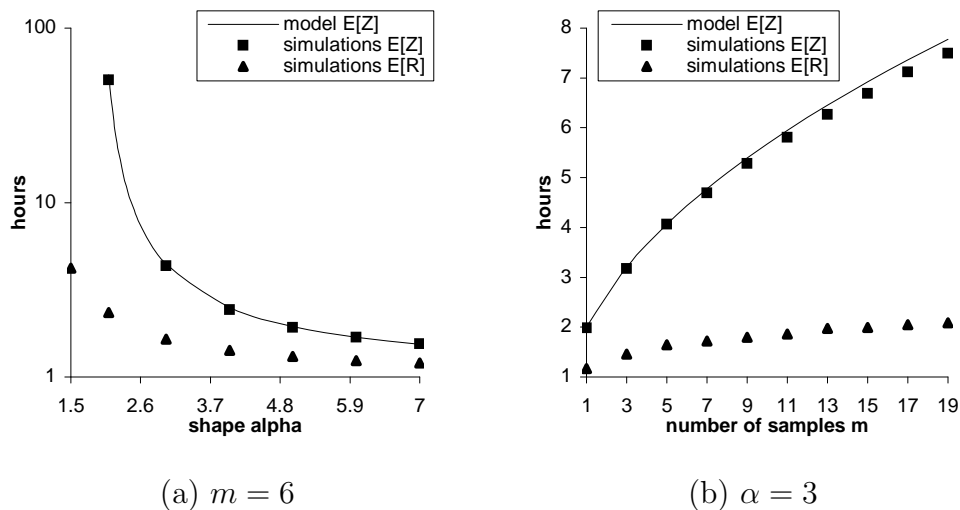 model E[Z]
simulations E[Z]
simulations E[R]
100
10
1
hours
1.5 2.6 3.7 4.8 5.9 7
shape alpha
(a) m = 6
model E[Z]
simulations E[Z]
simulations E[R]
8
7
6
5
4
3
2
1
hours
1 3 5 7 9 11 13 15 17 19
number of samples m
(b) α = 3